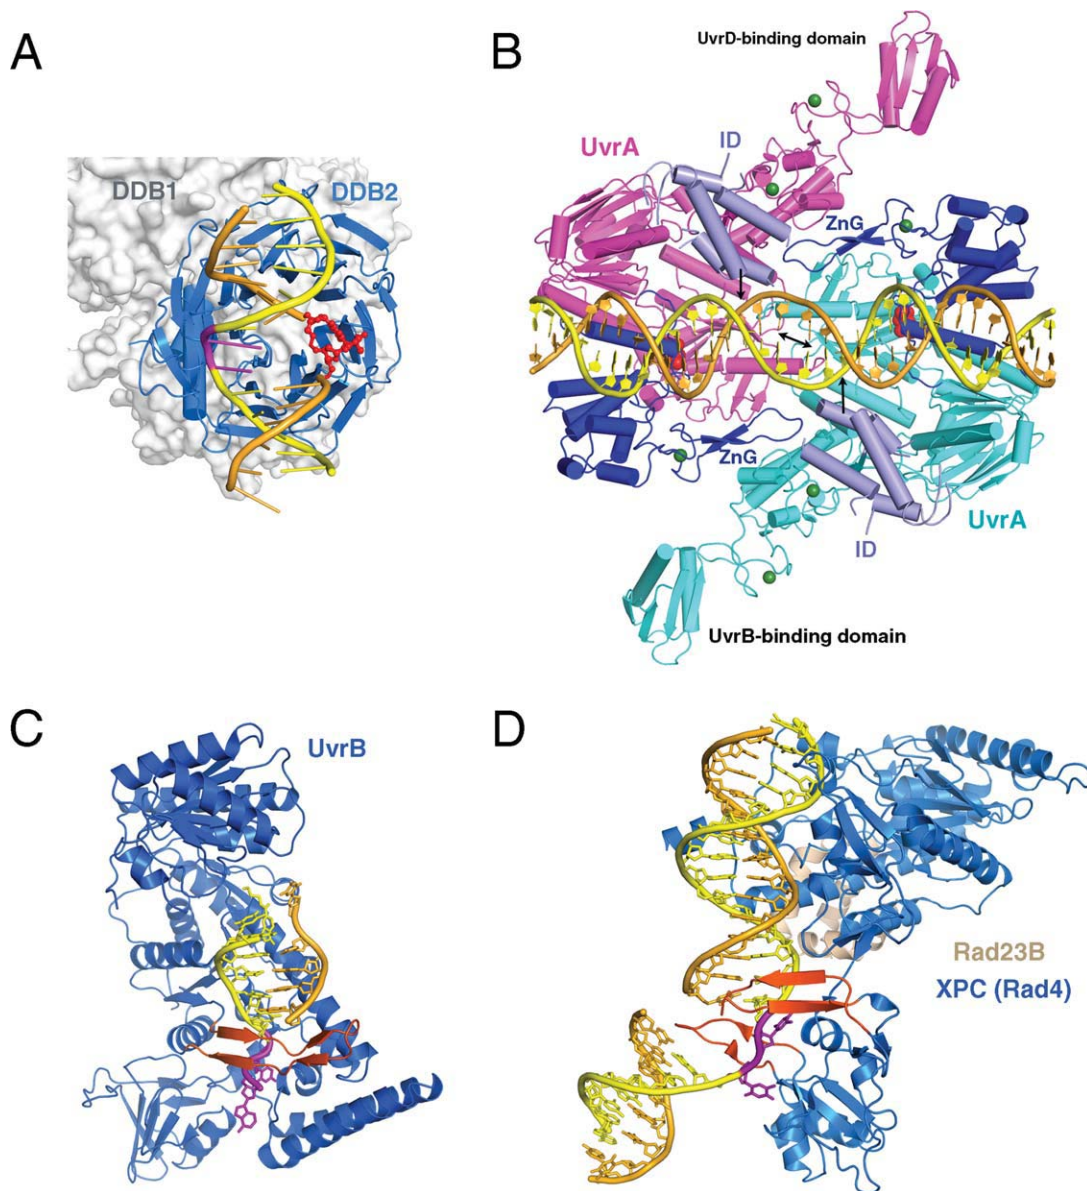 A
DDB1
DDB2
B
UvrD-binding domain
UvrA
ID
ZnG
ZnG
ID
UvrA
UvrB-binding domain
C
UvrB
D
Rad23B
XPC (Rad4)